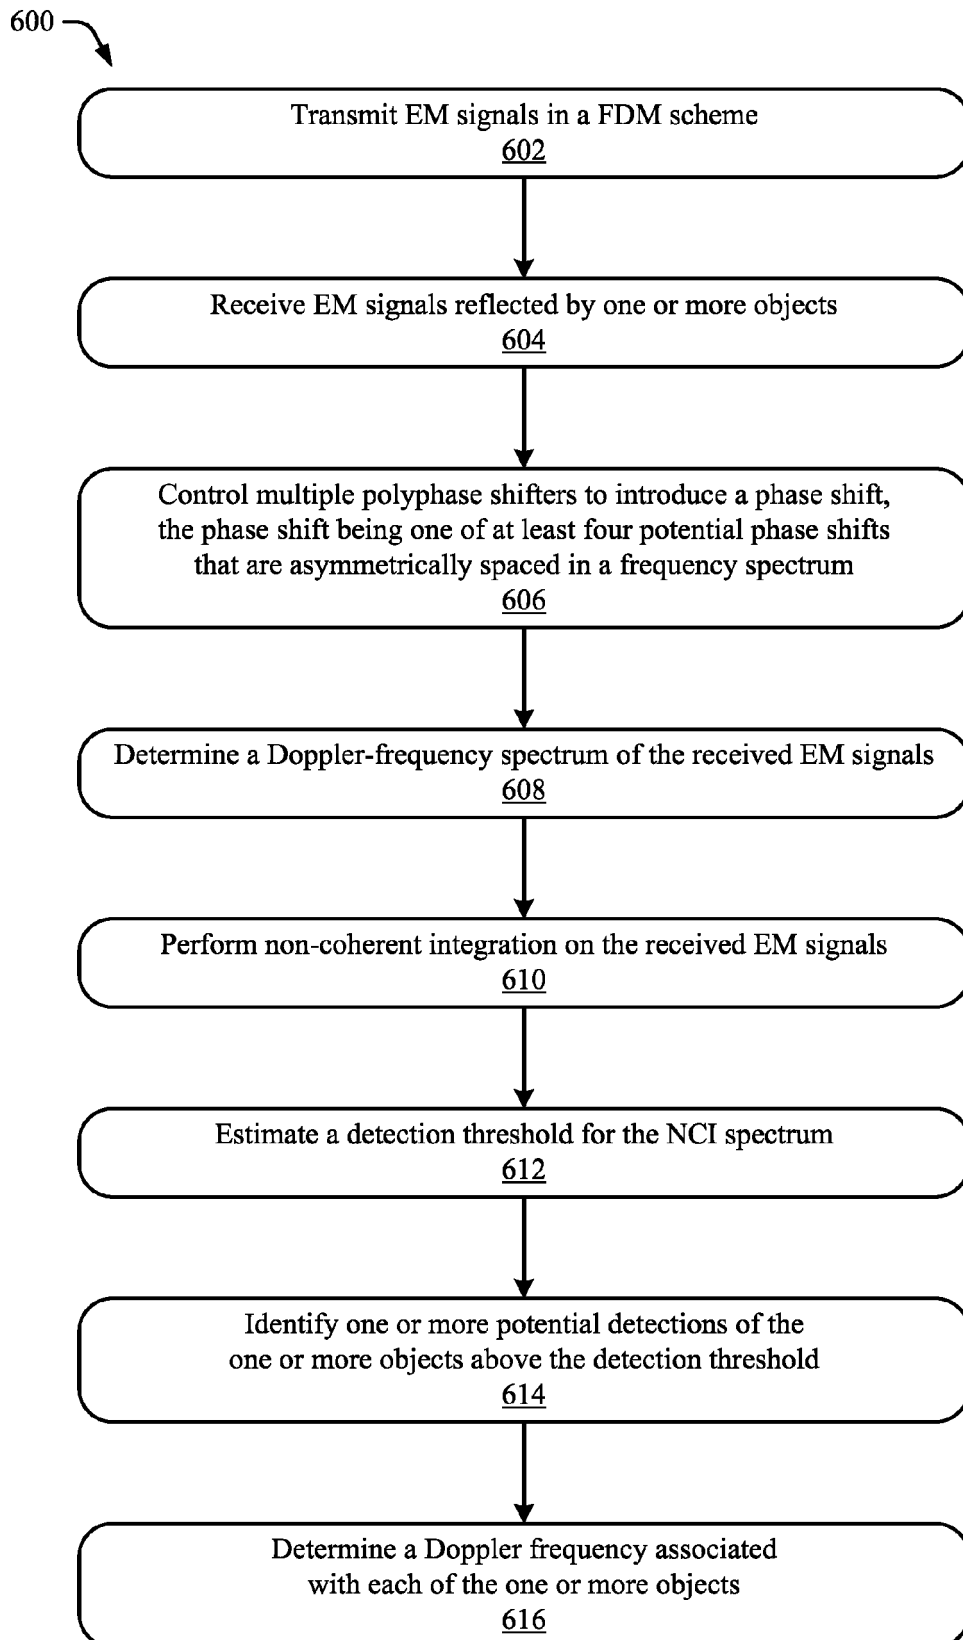 600
Transmit EM signals in a FDM scheme
602
Receive EM signals reflected by one or more objects
604
Control multiple polyphase shifters to introduce a phase shift,
the phase shift being one of at least four potential phase shifts
that are asymmetrically spaced in a frequency spectrum
606
Determine a Doppler-frequency spectrum of the received EM signals
608
Perform non-coherent integration on the received EM signals
610
Estimate a detection threshold for the NCI spectrum
612
Identify one or more potential detections of the
one or more objects above the detection threshold
614
Determine a Doppler frequency associated
with each of the one or more objects
616